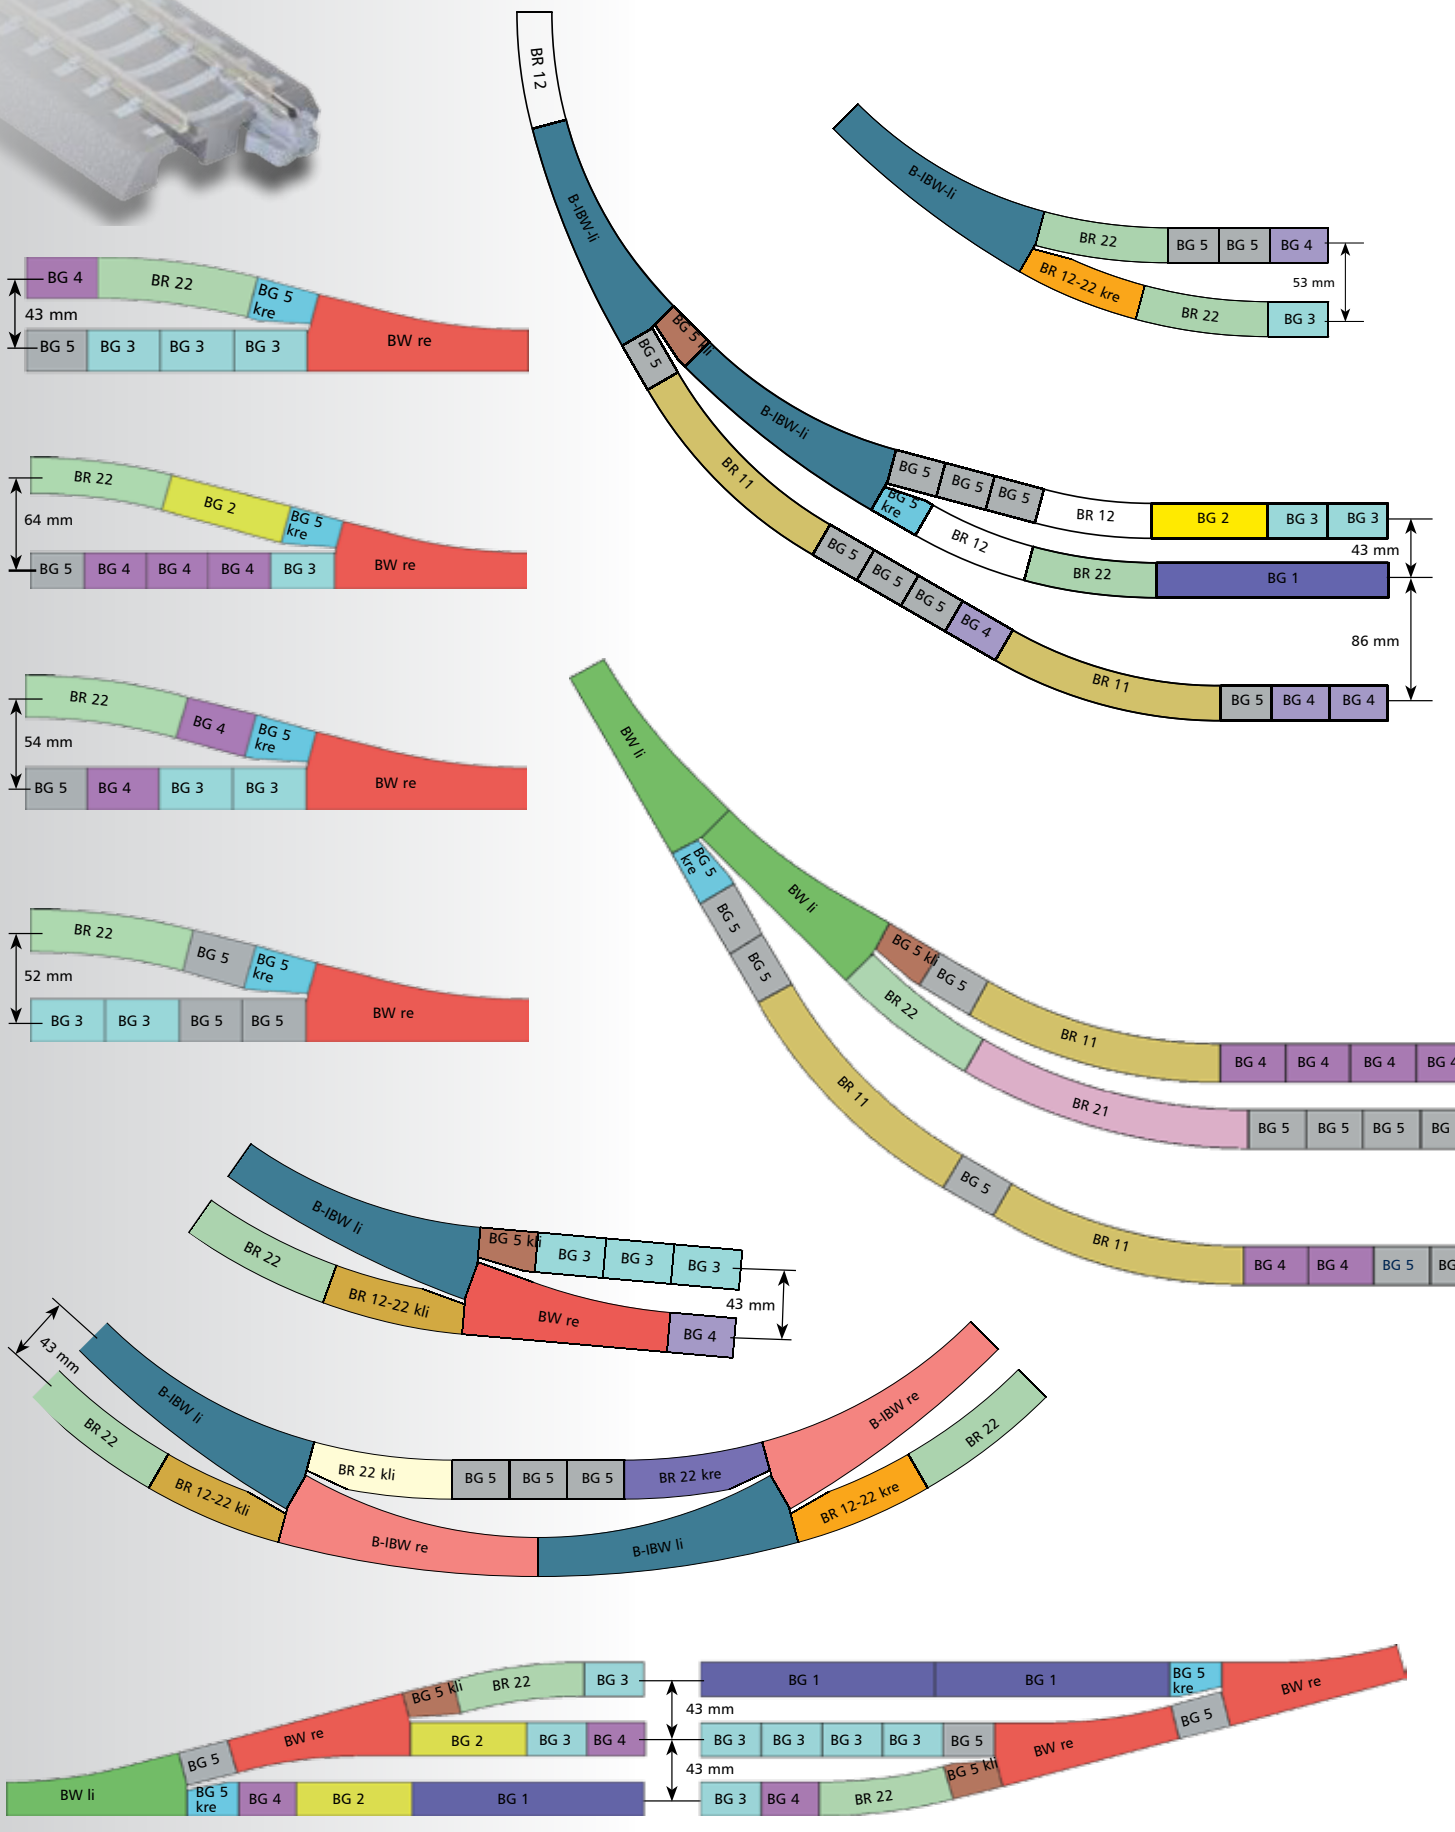 BR 12
B-IBW-li
BG 5
BG 5 kli
B-IBW-li
BR 11
BG 5
BG 5
BG 5
BR 12
BG 2
BG 3
BG 3
43 mm
BG 5
kre
BR 12
BR 22
BG 1
86 mm
BG 5
BG 5
BG 5
BG 4
BR 11
BG 5
BG 4
BG 4
B-IBW-li
BR 22
BG 5
BG 5
BG 4
53 mm
BR 12-22 kre
BR 22
BG 3
BG 4
BR 22
BG 5
kre
43 mm
BG 5
BG 3
BG 3
BG 3
BW re
BR 22
BG 2
BG 5
kre
64 mm
BG 5
BG 4
BG 4
BG 4
BG 3
BW re
BR 22
BG 4
BG 5
kre
54 mm
BG 5
BG 4
BG 3
BG 3
BW re
BR 22
BG 5
BG 5
kre
52 mm
BG 3
BG 3
BG 5
BG 5
BW re
BW li
BG 5
kre
BG 5
BG 5
BW li
BG 5 kli
BG 5
BR 11
BG 4
BG 4
BG 4
BG 4
BR 22
BR 21
BG 5
BG 5
BG 5
BG
BR 11
BG 5
BR 11
BG 4
BG 4
BG 5
BG
B-IBW li
BG 5 kli
BG 3
BG 3
BG 3
43 mm
BR 22
BR 12-22 kli
BW re
BG 4
43 mm
B-IBW li
BR 22 kli
BG 5
BG 5
BG 5
BR 22 kre
B-IBW re
BR 22
BR 12-22 kli
B-IBW re
B-IBW li
BR 12-22 kre
BR 22
BG 5 kli
BR 22
BG 3
BW re
BG 2
BG 3
BG 4
BG 5
BW li
BG 5
kre
BG 4
BG 2
BG 1
43 mm
43 mm
BG 1
BG 1
BG 5
kre
BW re
BG 3
BG 3
BG 3
BG 3
BG 5
BW re
BG 5
BG 3
BG 4
BR 22
BG 5 kli